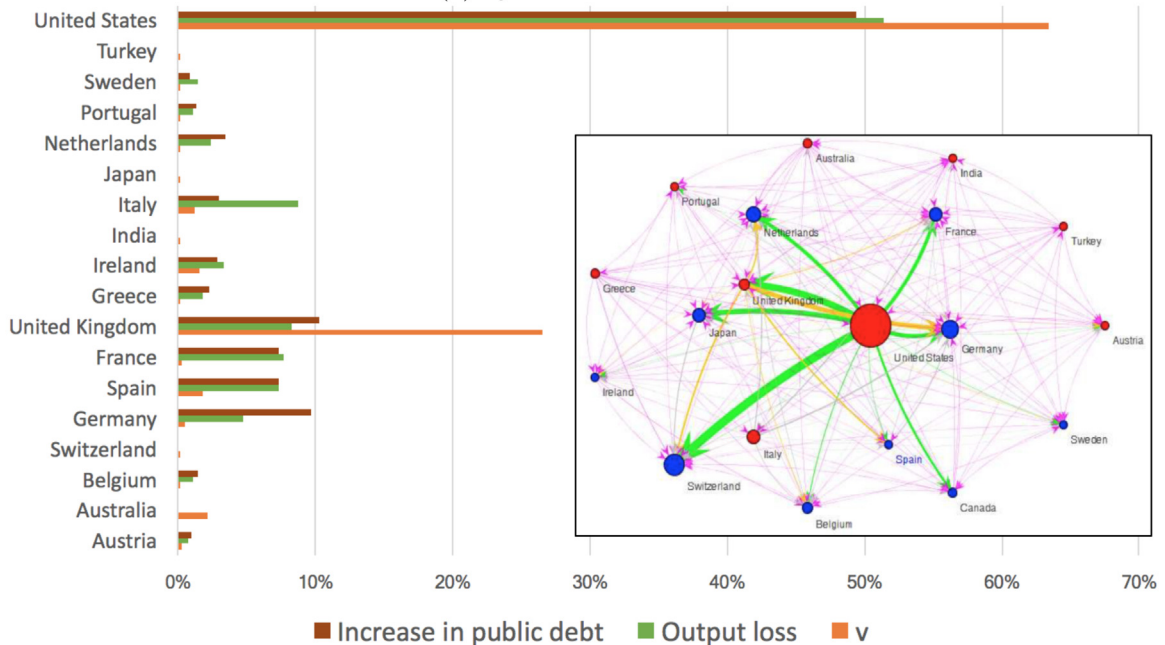 United States
Turkey
Sweden
Portugal
Netherlands
Japan
Italy
India
Ireland
Greece
United Kingdom
France
Spain
Germany
Switzerland
Belgium
Australia
Austria
Australia
India
Portugal
Netherlands
France
Turkey
Greece
United Kingdom
Japan
United States
Germany
Austria
Ireland
Sweden
Italy
Spain
Switzerland
Canada
Belgium
0% 10% 20% 30% 40% 50% 60% 70%
Increase in public debt Output loss v